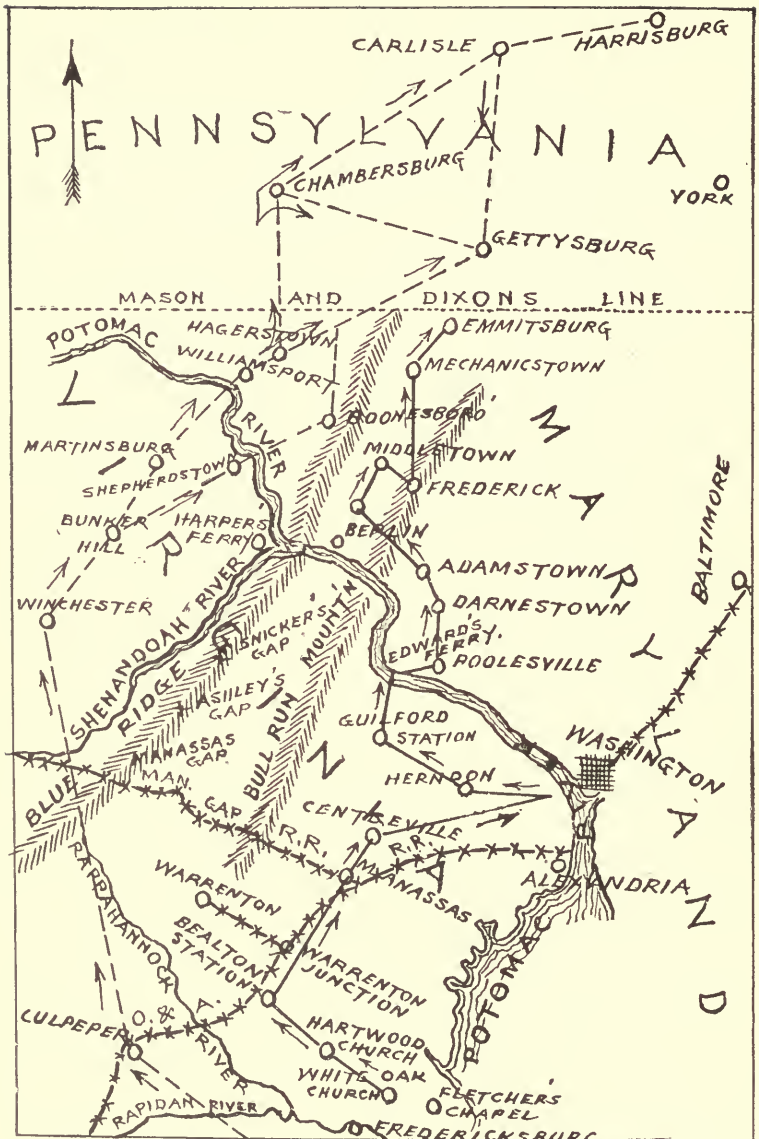 CARLISLE
HARRISBURG
PENNSYLVANIA
CHAMBERSBURG
YORK
GETTYSBURG
MASON AND DIXONS LINE
POTOMAC RIVER
HAGERSTOWN
EMMITSBURG
WILLIAMSPORT
MECHANICSTOWN
BOONESBORO'
MARTINSBURG
MIDDLETOWN
SHEPHERDSTOWN
FREDERICK
MARYLAND
BALTIMORE
BUNKER
HILL
HARPERS
FERRY
BERLIN
ADAMSTOWN
WINCHESTER
DARNESTOWN
SHENANDOAH RIVER
SNICKER'S
GAP
EDWARD'S
FERRY.
POOLESVILLE
BLUE RIDGE
ASHLEY'S
GAP
BULL RUN MOUNT'N
GUILFORD
STATION
WASHINGTON
MANASSAS
GAP
HERNDON
MAN. GAP R.R.
CENTREVILLE
R.R.
MANASSAS
ALEXANDRIA
RAPPAHANNOCK RIVER
WARRENTON
BEALTON
STATION
WARRENTON
JUNCTION
POTOMAC
CULPEPER
O. & A.
HARTWOOD
CHURCH
WHITE OAK
CHURCH
FLETCHER'S
CHAPEL
RAPIDAN RIVER
FREDERICKSBURG